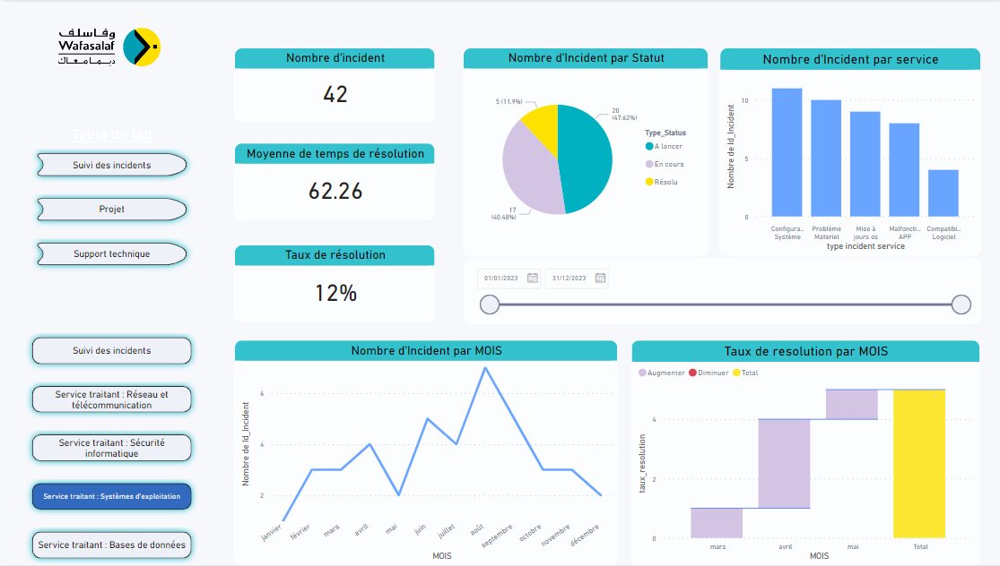 وفاسلف
Wafasalaf
ديما معاك
Table de fait
Suivi des incidents
Projet
Support technique
Suivi des incidents
Service traitant : Réseau et
télécommunication
Service traitant : Sécurité
informatique
Service traitant : Systèmes d'exploitation
Service traitant : Bases de données
Nombre d'incident
42
Moyenne de temps de résolution
62.26
Taux de résolution
12%
Nombre d'Incident par Statut
5 (11.9%)
20
(47.62%)
17
(40.48%)
Type_Status
A lancer
En cours
Résolu
Nombre d'Incident par service
Nombre de Id_Incident
10
5
0
Configura...
Système
Problème
Materiel
Mise à
jours os
Malfoncti...
APP
Compatibi...
Logiciel
type incident service
01/01/2023
31/12/2023
Nombre d'Incident par MOIS
Nombre de Id_Incident
6
4
2
janvier
février
mars
avril
mai
juin
juillet
août
septembre
octobre
novembre
décembre
MOIS
Taux de resolution par MOIS
Augmenter
Diminuer
Total
taux_resolution
4
2
0
mars
avril
mai
Total
MOIS